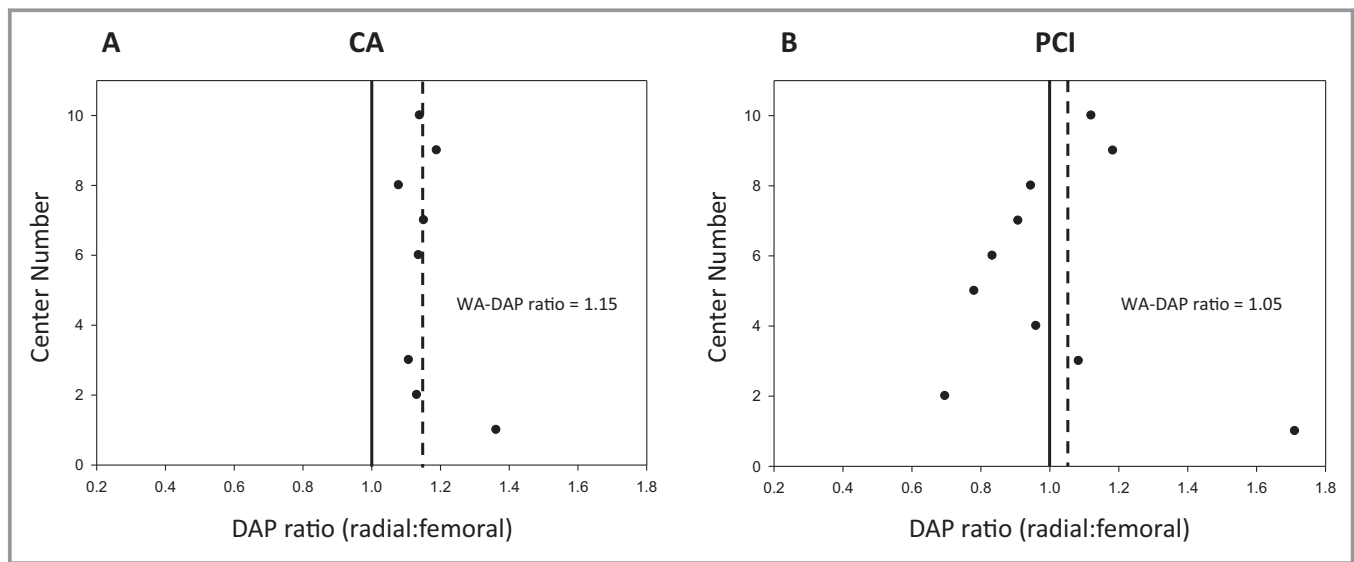 A CA
10
8
6
4
2
0
Center Number
WA-DAP ratio = 1.15
0.2 0.4 0.6 0.8 1.0 1.2 1.4 1.6 1.8
DAP ratio (radial:femoral)
B PCI
10
8
6
4
2
0
Center Number
WA-DAP ratio = 1.05
0.2 0.4 0.6 0.8 1.0 1.2 1.4 1.6 1.8
DAP ratio (radial:femoral)